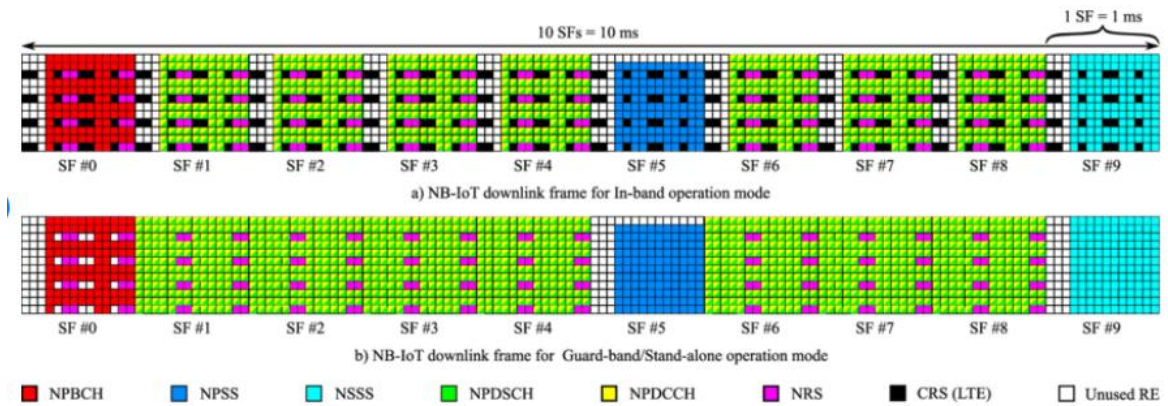 1 SF = 1 ms
10 SFs = 10 ms
SF #0 SF #1 SF #2 SF #3 SF #4 SF #5 SF #6 SF #7 SF #8 SF #9
a) NB-IoT downlink frame for In-band operation mode
SF #0 SF #1 SF #2 SF #3 SF #4 SF #5 SF #6 SF #7 SF #8 SF #9
b) NB-IoT downlink frame for Guard-band/Stand-alone operation mode
NPBCH NPSS NSSS NPDSCH NPDCCH NRS CRS (LTE) Unused RE